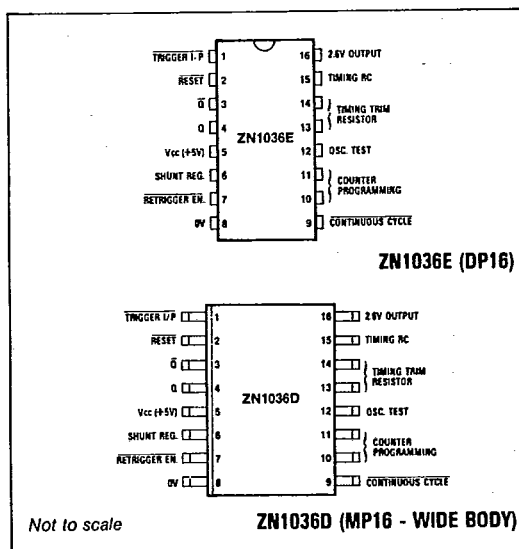 TRIGGER I·P 1 16 2.6V OUTPUT
RESET 2 15 TIMING RC
Q̅ 3 14 TIMING TRIM
Q 4 13 RESISTOR
ZN1036E
Vcc (+5V) 5 12 OSC. TEST
SHUNT REG. 6 11 COUNTER
RETRIGGER EN. 7 10 PROGRAMMING
0V 8 9 CONTINUOUS CYCLE
ZN1036E (DP16)
TRIGGER I/P 1 16 2.6V OUTPUT
RESET 2 15 TIMING RC
Q̅ 3 14 TIMING TRIM
Q 4 13 RESISTOR
ZN1036D
Vcc (+5V) 5 12 OSC. TEST
SHUNT REG. 6 11 COUNTER
RETRIGGER EN. 7 10 PROGRAMMING
0V 8 9 CONTINUOUS CYCLE
Not to scale
ZN1036D (MP16 - WIDE BODY)